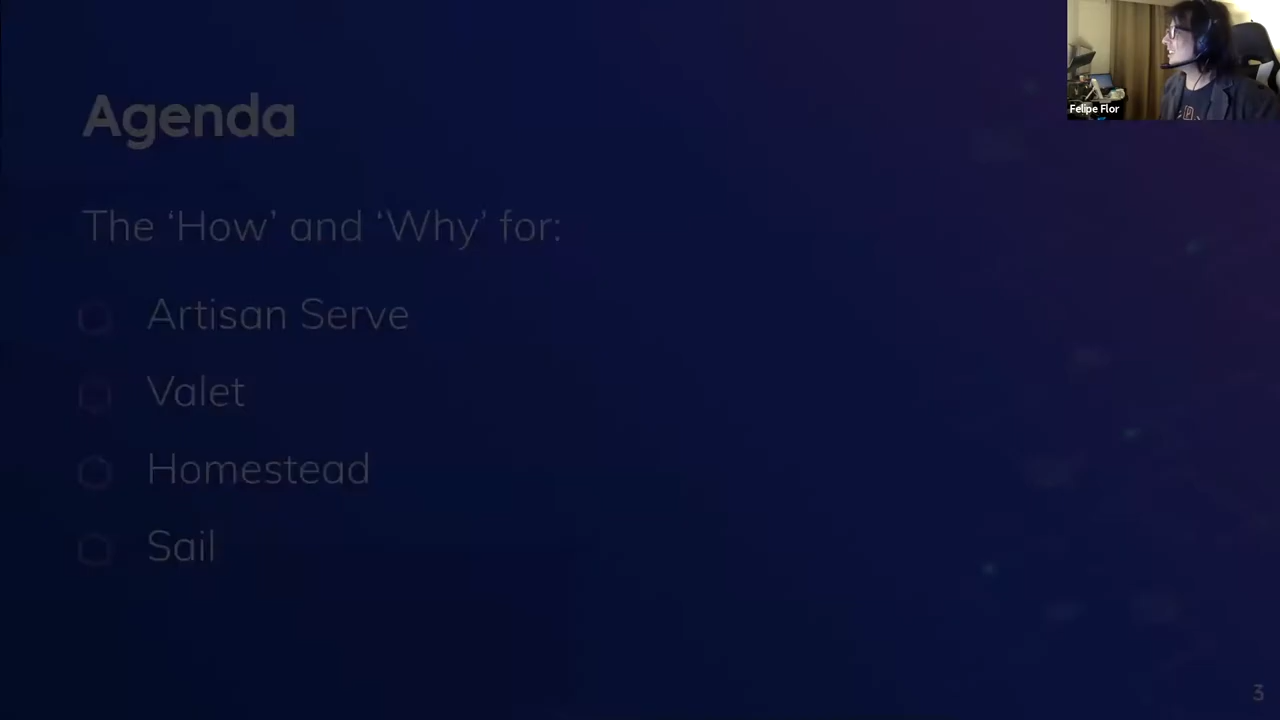 Agenda
The ‘How’ and ‘Why’ for:
Artisan Serve
Valet
Homestead
Sail
Felipe Flor
3